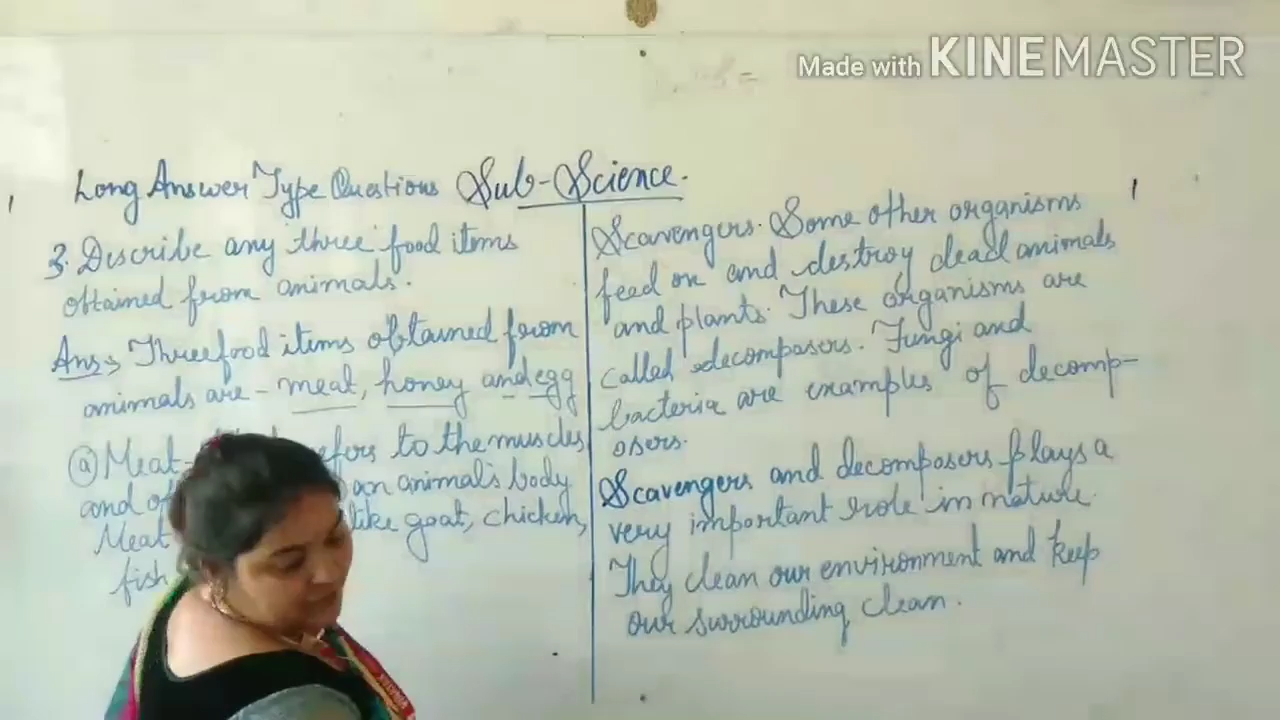 Made with KINEMASTER
Long Answer Type Questions Sub-Science.
3. Describe any three food items
obtained from animals.
Ans→ Three food items obtained from
animals are - meat, honey and egg
(a) Meat- refers to the muscles
and an animal's body
Meat like goat, chicken,
fish
Scavengers. Some other organisms
feed on and destroy dead animals
and plants. These organisms are
called decomposers. Fungi and
bacteria are examples of decomp-
osers.
Scavengers and decomposers plays a
very important role in nature.
They clean our environment and keep
our surrounding clean.